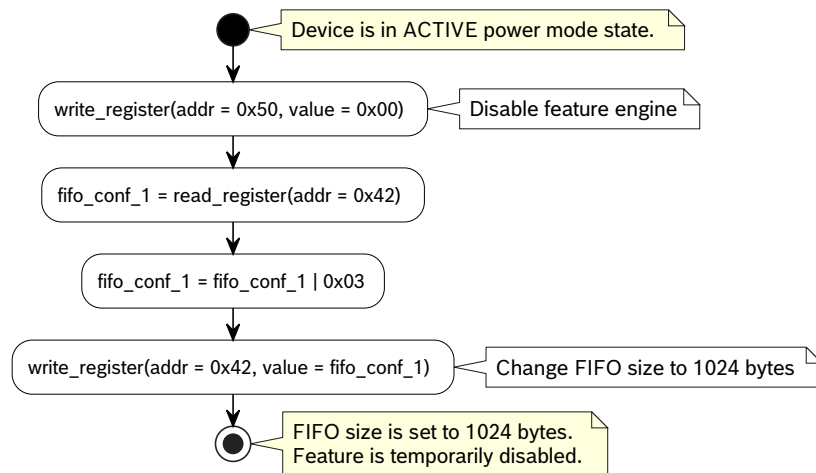 Device is in ACTIVE power mode state.
write_register(addr = 0x50, value = 0x00)
Disable feature engine
fifo_conf_1 = read_register(addr = 0x42)
fifo_conf_1 = fifo_conf_1 | 0x03
write_register(addr = 0x42, value = fifo_conf_1)
Change FIFO size to 1024 bytes
FIFO size is set to 1024 bytes.
Feature is temporarily disabled.